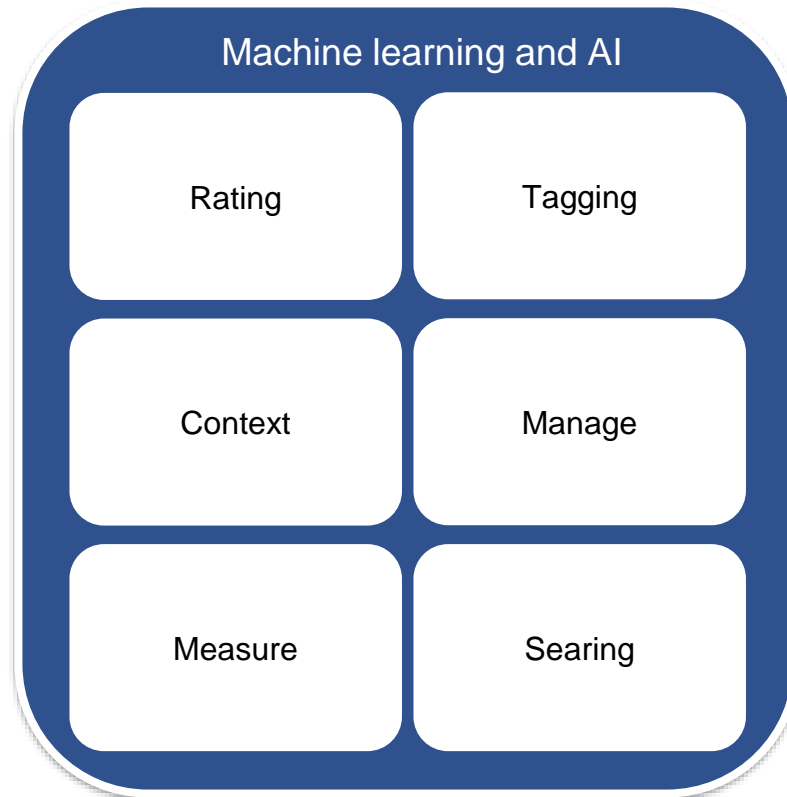 Machine learning and AI
Rating
Tagging
Context
Manage
Measure
Searing